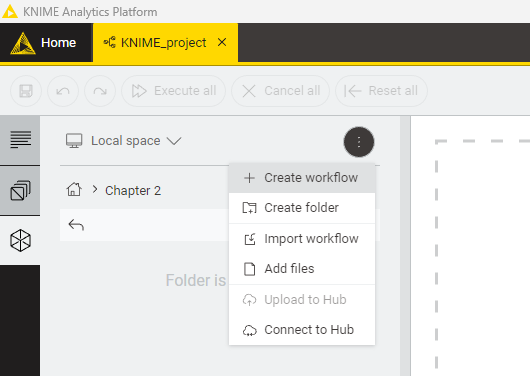 KNIME Analytics Platform
Home
KNIME_project
Execute all
Cancel all
Reset all
Local space
Chapter 2
Create workflow
Create folder
Import workflow
Add files
Upload to Hub
Connect to Hub
Folder is